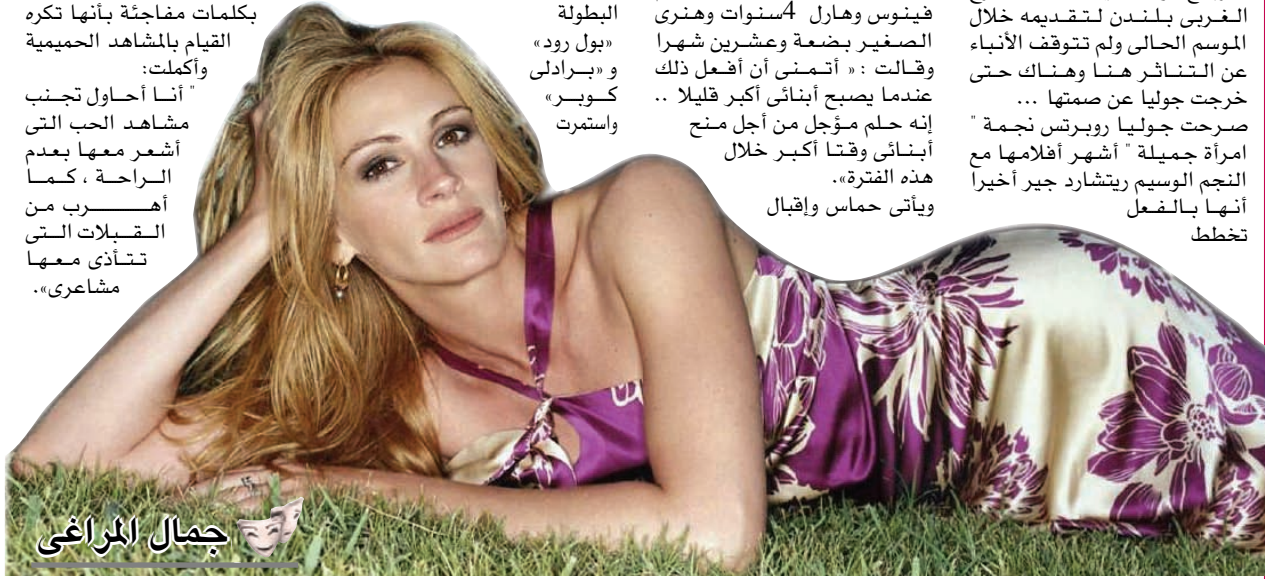 الغربى بلندن لتقديمه خلال
الموسم الحالى ولم تتوقف الأنباء
عن التناثر هنا وهناك حتى
خرجت جوليا عن صمتها ...
صرحت جوليا روبرتس نجمة "
امرأة جميلة " أشهر أفلامها مع
النجم الوسيم ريتشارد جير أخيرا
أنها بالفعل
تخطط
فينوس وهارل 4سنوات وهنرى
الصغير بضعة وعشرين شهرا
وقالت : « أتمنى أن أفعل ذلك
عندما يصبح أبنائى أكبر قليلا ..
إنه حلم مؤجل من أجل منح
أبنائى وقتا أكبر خلال
هذه الفترة».
ويأتى حماس وإقبال
البطولة
«بول رود»
و «برادلى
كوبر»
واستمرت
بكلمات مفاجئة بأنها تكره
القيام بالمشاهد الحميمية
وأكملت:
" أنا أحاول تجنب
مشاهد الحب التى
أشعر معها بعدم
الراحة ، كما
أهرب من
القبلات التى
تتأذى معها
مشاعرى».
جمال المراغى